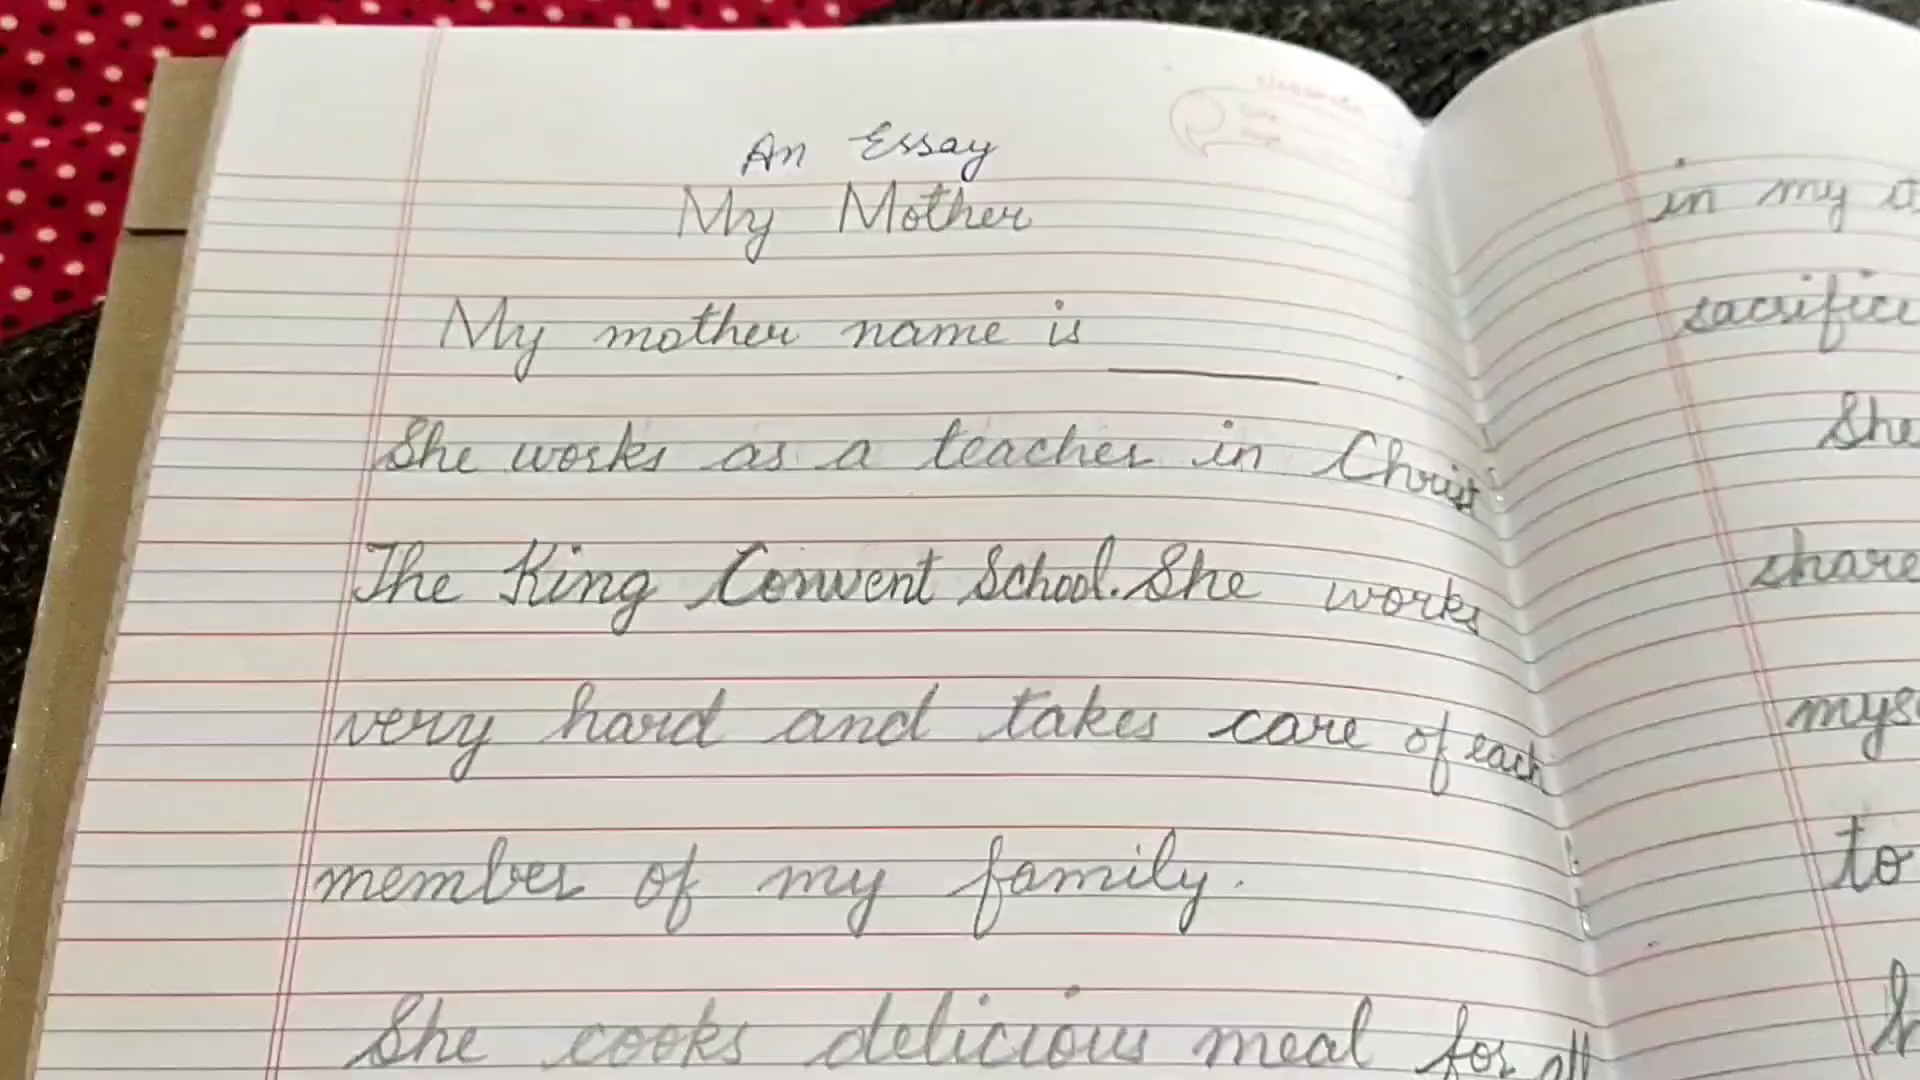 An Essay
My Mother
My mother name is
She works as a teacher in Christ
The King Convent School. She works
very hard and takes care of each
member of my family.
She cooks delicious meal for all
in my
sacrifice
She
share
to